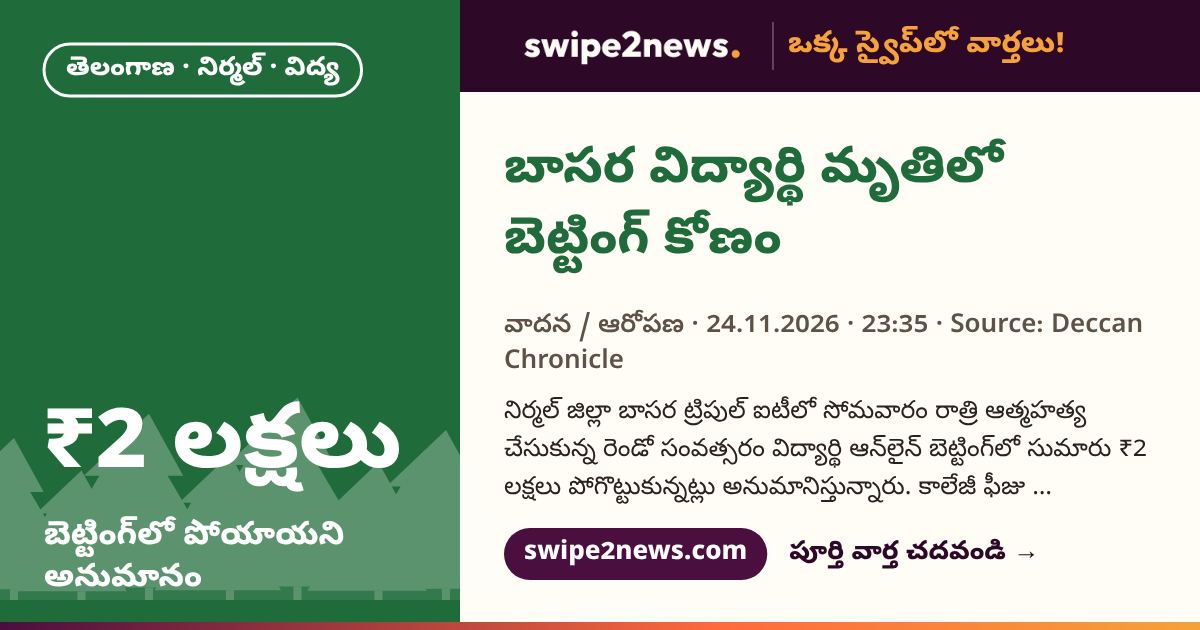 తెలంగాణ · నిర్మల్ · విద్య
₹2 లక్షలు
బెట్టింగ్‌లో పోయాయని
అనుమానం
swipe2news. ఒక్క స్వైప్‌లో వార్తలు!
బాసర విద్యార్థి మృతిలో
బెట్టింగ్ కోణం
వాదన / ఆరోపణ · 24.11.2026 · 23:35 · Source: Deccan
Chronicle
నిర్మల్ జిల్లా బాసర ట్రిపుల్ ఐటీలో సోమవారం రాత్రి ఆత్మహత్య
చేసుకున్న రెండో సంవత్సరం విద్యార్థి ఆన్‌లైన్ బెట్టింగ్‌లో సుమారు ₹2
లక్షలు పోగొట్టుకున్నట్లు అనుమానిస్తున్నారు. కాలేజీ ఫీజు ...
swipe2news.com పూర్తి వార్త చదవండి →